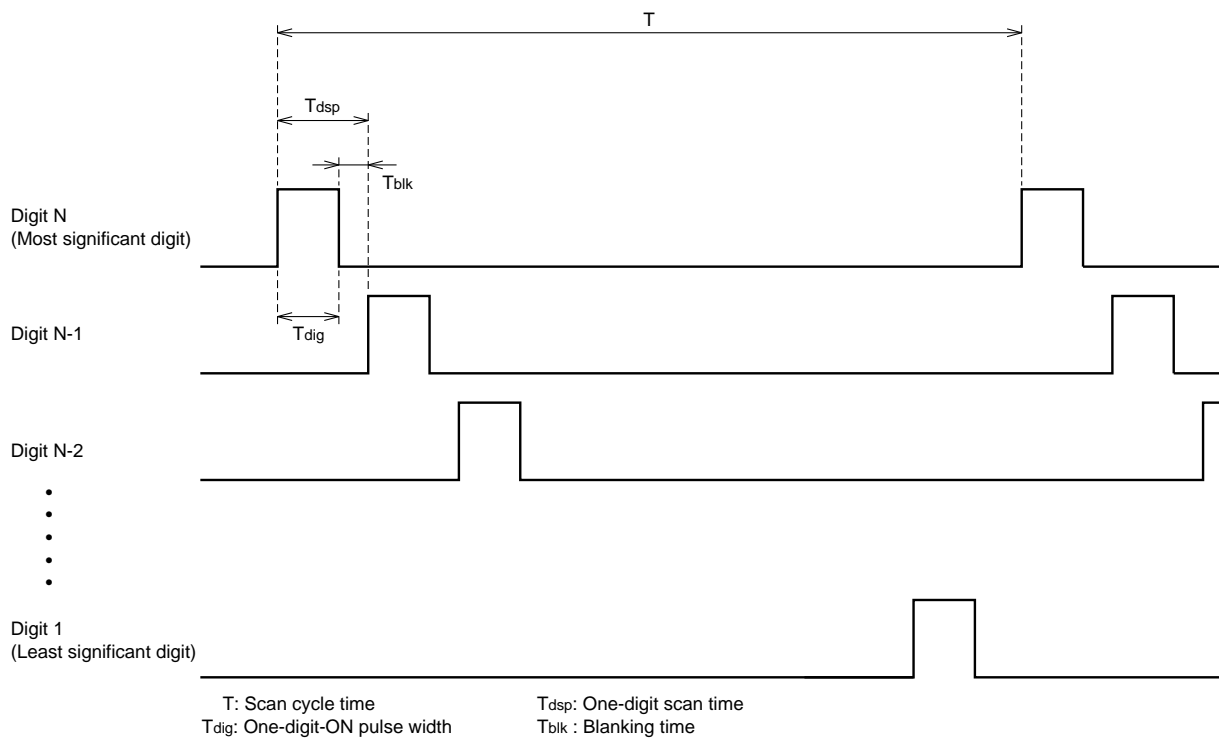 T
Tdsp
Tblk
Digit N
(Most significant digit)
Tdig
Digit N-1
Digit N-2
•
•
•
•
•
Digit 1
(Least significant digit)
T: Scan cycle time
Tdsp: One-digit scan time
Tdig: One-digit-ON pulse width
Tblk : Blanking time